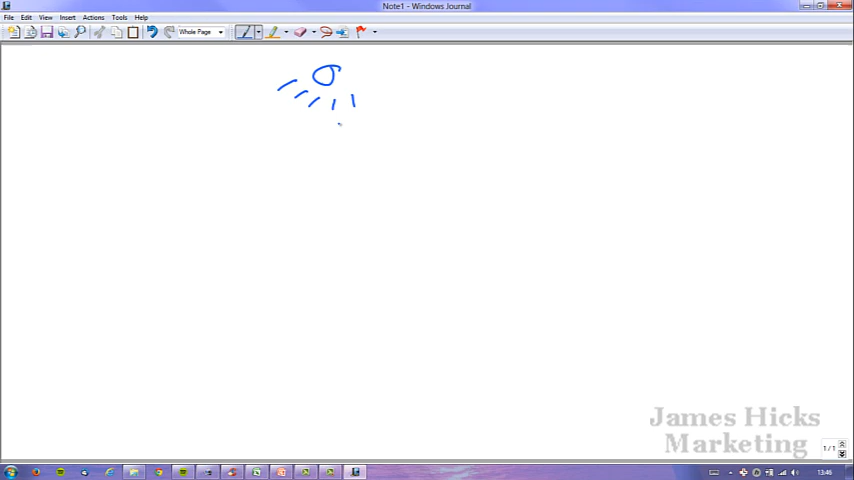 Note1 - Windows Journal
File Edit View Insert Actions Tools Help
Whole Page
James Hicks
Marketing
1 / 1
13:46